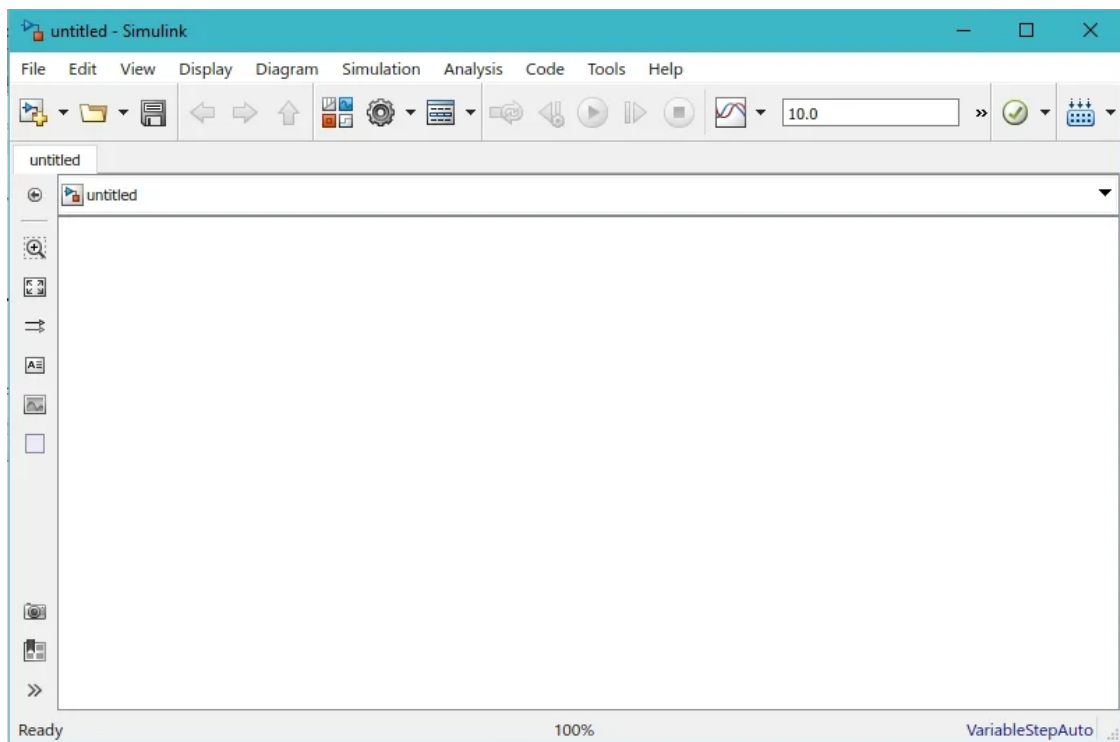 untitled - Simulink
File Edit View Display Diagram Simulation Analysis Code Tools Help
10.0
untitled
untitled
Ready 100% VariableStepAuto